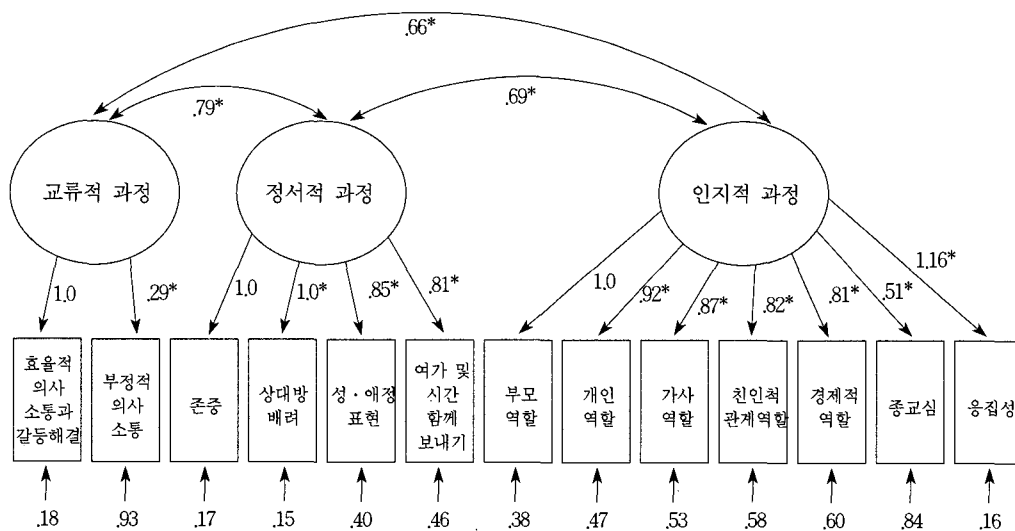 .66*
.79*
.69*
교류적 과정
정서적 과정
인지적 과정
1.0
.29*
1.0
1.0*
.85*
.81*
1.0
.92*
.87*
.82*
.81*
.51*
1.16*
효율적
의사
소통과
갈등해결
부정적
의사
소통
존중
상대방
배려
성·애정
표현
여가 및
시간
함께
보내기
부모
역할
개인
역할
가사
역할
친인척
관계역할
경제적
역할
종교심
응집성
.18
.93
.17
.15
.40
.46
.38
.47
.53
.58
.60
.84
.16